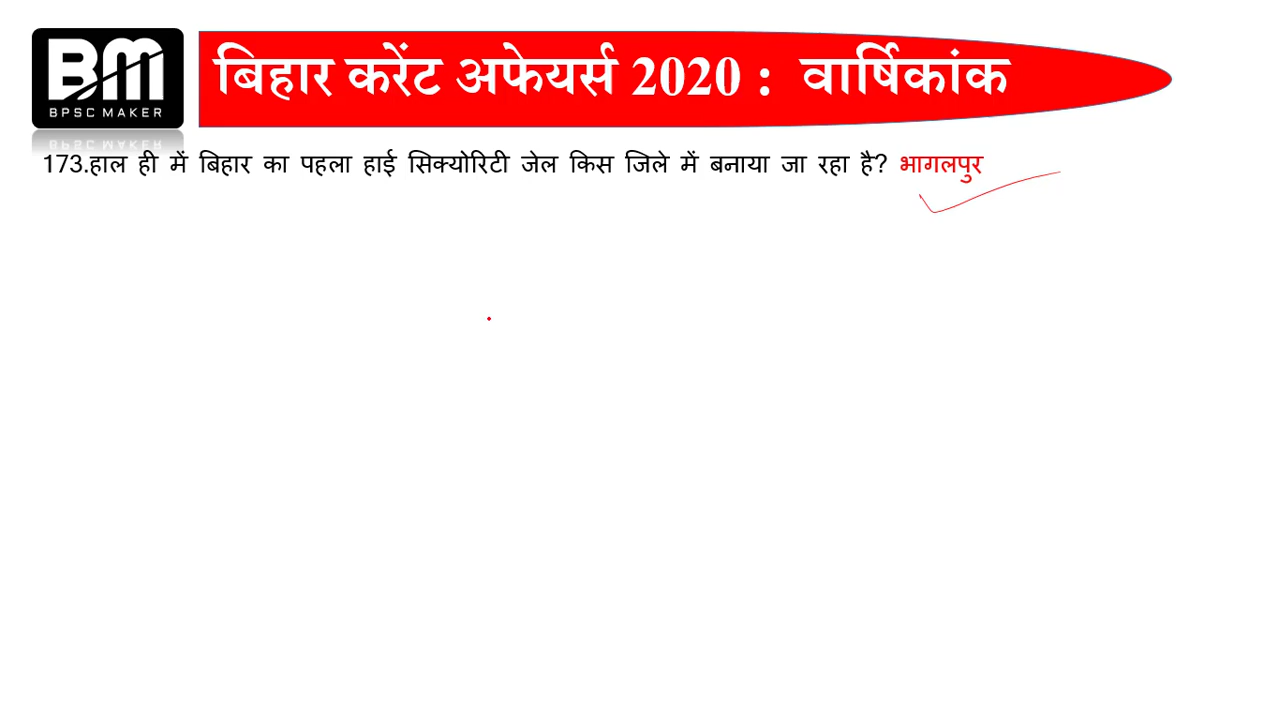 BM
BPSC MAKER
बिहार करेंट अफेयर्स 2020 : वार्षिकांक
173.हाल ही में बिहार का पहला हाई सिक्योरिटी जेल किस जिले में बनाया जा रहा है? भागलपुर